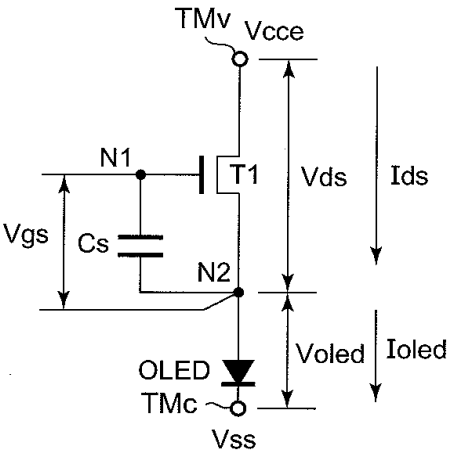 TMv
Vcce
N1
T1
Vds
Ids
Vgs
Cs
N2
OLED
Voled
Ioled
TMc
Vss